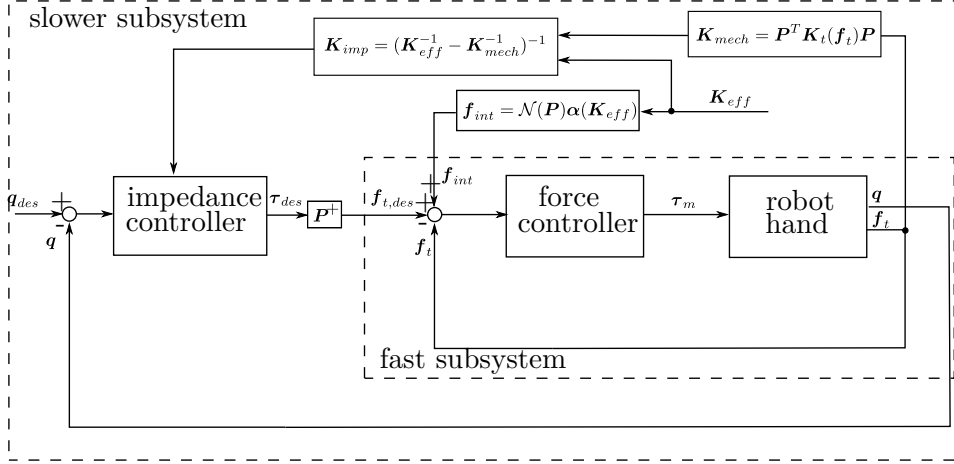 slower subsystem
K_imp = (K_eff^{-1} − K_mech^{-1})^{-1}
K_mech = P^T K_t(f_t)P
f_int = N(P)α(K_eff)
K_eff
q_des
+
-
q
impedance
controller
τ_des
P^+
f_{t,des}
+
+
-
f_int
f_t
force
controller
τ_m
robot
hand
q
f_t
fast subsystem